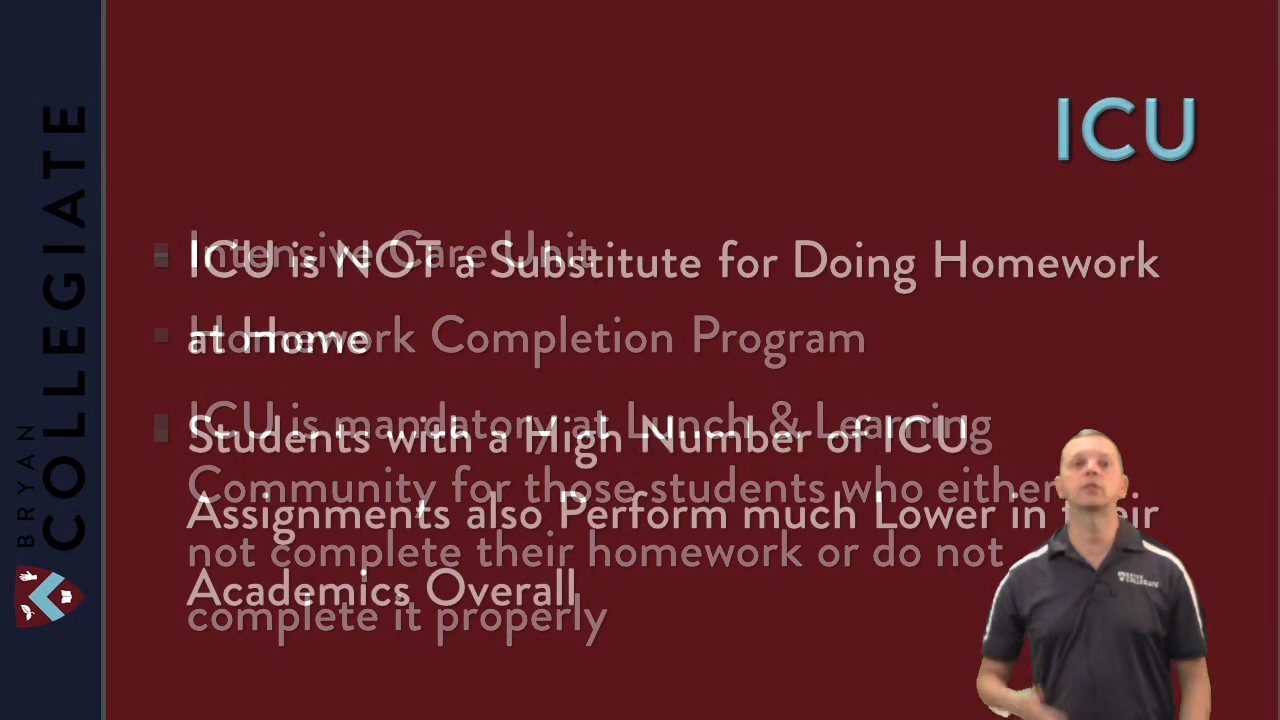 BRYAN
COLLEGIATE
ICU
Intensive Care Unit
Homework Completion Program
ICU is mandatory at Lunch & Learning
Community for those students who either
not complete their homework or do not
complete it properly
ICU is NOT a Substitute for Doing Homework
at Home
Students with a High Number of ICU
Assignments also Perform much Lower in their
Academics Overall
BRYAN
COLLEGIATE